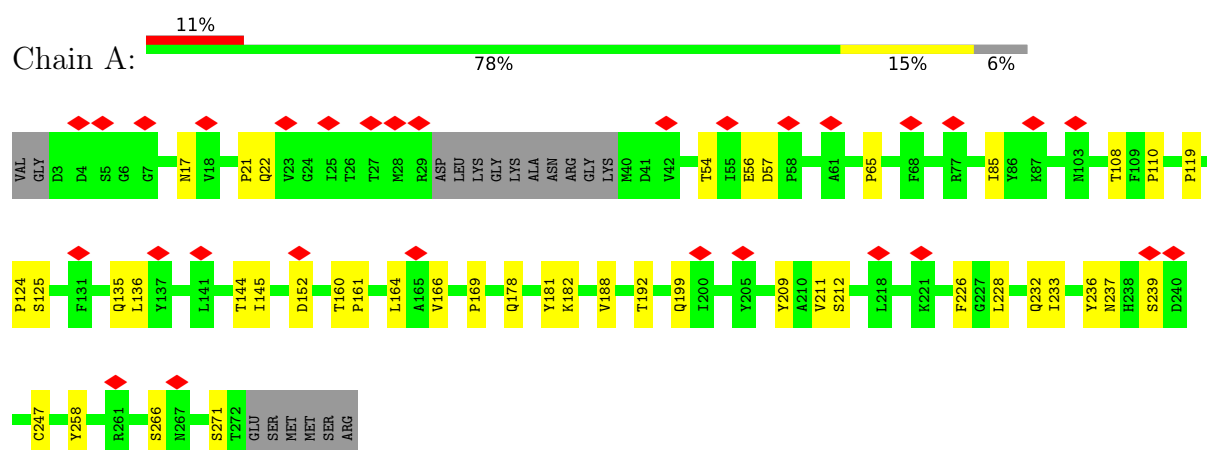 11%
Chain A:
78% 15% 6%
VAL GLY D3 D4 S5 G6 G7 N17 V18 P21 Q22 V23 G24 I25 T26 T27 M28 R29 ASP LEU LYS GLY LYS ALA ASN ARG GLY LYS M40 D41 V42 T54 I55 E56 D57 P58 A61 P65 F68 R77 I85 Y86 K87 N103 T108 F109 P110 P119
P124 S125 F131 Q135 L136 Y137 L141 T144 I145 D152 T160 P161 L164 A165 V166 P169 Q178 Y181 K182 V188 T192 Q199 I200 Y205 Y209 A210 V211 S212 L218 K221 F226 G227 L228 Q232 I233 Y236 N237 H238 S239 D240
C247 Y258 R261 S266 N267 S271 T272 GLU SER MET MET SER ARG